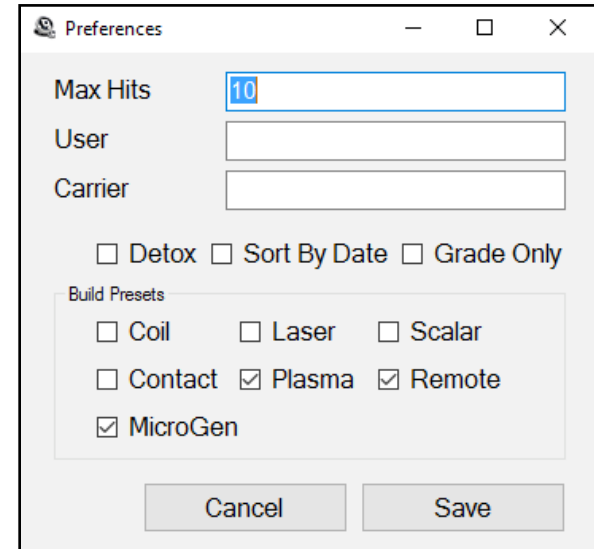 Preferences
Max Hits 10
User
Carrier
Detox Sort By Date Grade Only
Build Presets
Coil Laser Scalar
Contact Plasma Remote
MicroGen
Cancel Save